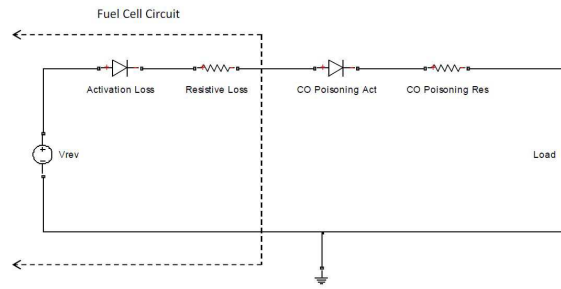 Fuel Cell Circuit
Activation Loss
Resistive Loss
CO Poisoning Act
CO Poisoning Res
Vrev
Load